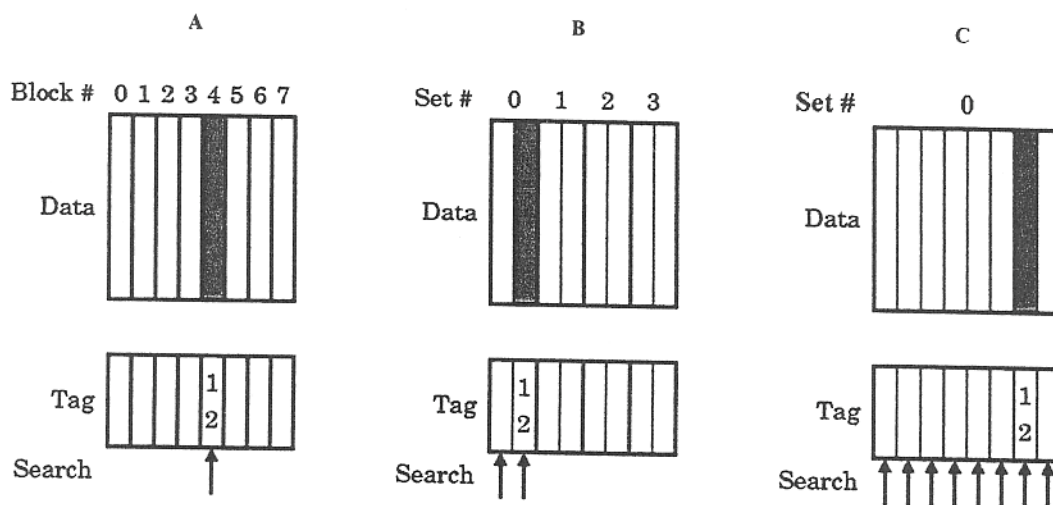 A
Block # 0 1 2 3 4 5 6 7
Data
Tag
1
2
Search
B
Set # 0 1 2 3
Data
Tag
1
2
Search
C
Set # 0
Data
Tag
1
2
Search